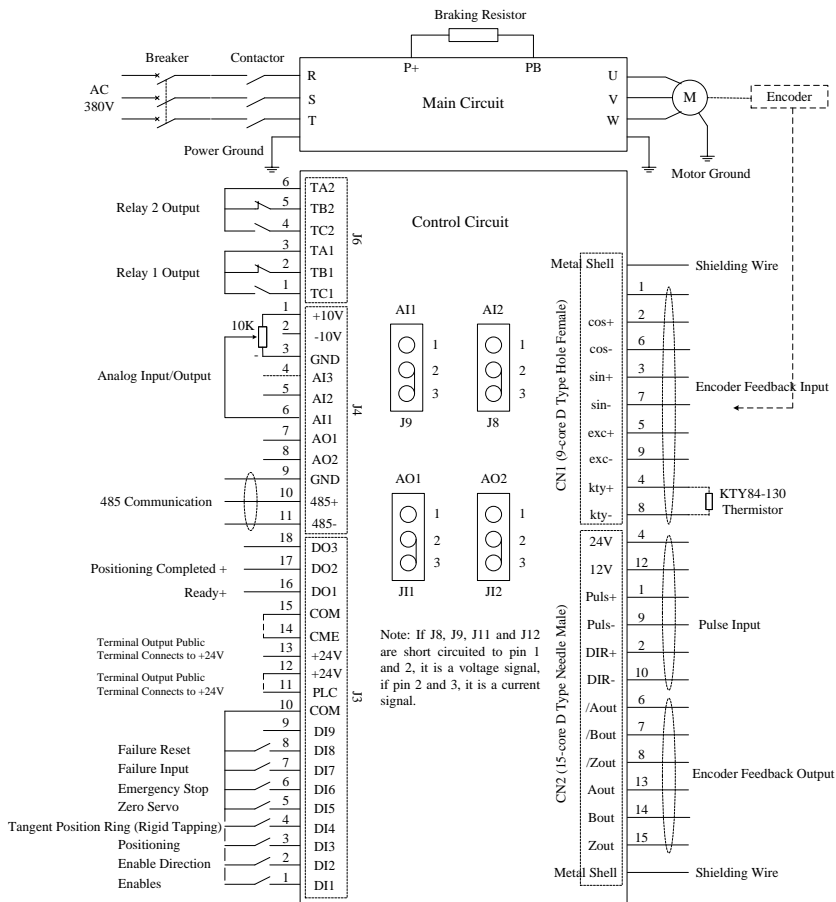 Braking Resistor
Breaker
Contactor
P+
PB
AC
380V
R
S
T
Main Circuit
U
V
W
M
Encoder
Power Ground
Motor Ground
Control Circuit
Relay 2 Output
6 TA2
5 TB2
4 TC2
J6
Relay 1 Output
3 TA1
2 TB1
1 TC1
10K
Analog Input/Output
1 +10V
2 -10V
3 GND
4 AI3
5 AI2
6 AI1
7 AO1
8 AO2
9 GND
J4
485 Communication
10 485+
11 485-
18 DO3
Positioning Completed + 17 DO2
Ready+ 16 DO1
15 COM
14 CME
Terminal Output Public
Terminal Connects to +24V
13 +24V
12 +24V
Terminal Output Public
Terminal Connects to +24V
11 PLC
10 COM
J3
9 DI9
Failure Reset 8 DI8
Failure Input 7 DI7
Emergency Stop 6 DI6
Zero Servo 5 DI5
Tangent Position Ring (Rigid Tapping) 4 DI4
Positioning 3 DI3
Enable Direction 2 DI2
Enables 1 DI1
AI1
1
2
3
J9
AI2
1
2
3
J8
AO1
1
2
3
JI1
AO2
1
2
3
JI2
Note: If J8, J9, J11 and J12
are short circuited to pin 1
and 2, it is a voltage signal,
if pin 2 and 3, it is a current
signal.
CN1 (9-core D Type Hole Female)
Metal Shell
Shielding Wire
1
cos+ 2
cos- 6
sin+ 3
sin- 7
exc+ 5
exc- 9
kty+ 4
kty- 8
Encoder Feedback Input
KTY84-130
Thermistor
CN2 (15-core D Type Needle Male)
24V 4
12V 12
Puls+ 1
Puls- 9
DIR+ 2
DIR- 10
Pulse Input
/Aout 6
/Bout 7
/Zout 8
Aout 13
Bout 14
Zout 15
Encoder Feedback Output
Metal Shell
Shielding Wire